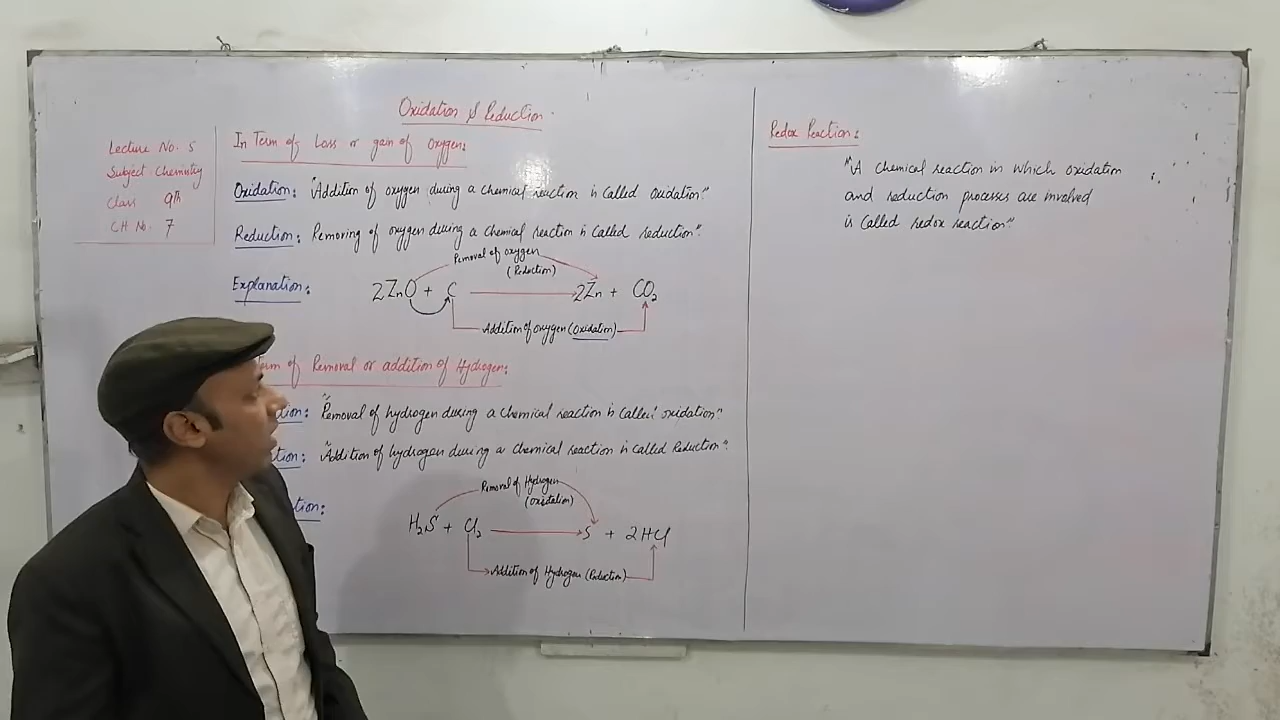 Oxidation & Reduction
Lecture No. 5
Subject: Chemistry
Class 9th
CH No. 7
In Term of Loss or gain of Oxygen:
Oxidation: "Addition of oxygen during a chemical reaction is called oxidation."
Reduction: Removing of oxygen during a chemical reaction is called reduction".
Removal of oxygen
(Reduction)
Explanation: 2ZnO + C → 2Zn + CO₂
Addition of oxygen (Oxidation)
Term of Removal or addition of Hydrogen:
tion: "Removal of hydrogen during a chemical reaction is called oxidation."
tion: "Addition of hydrogen during a chemical reaction is called Reduction".
Removal of Hydrogen
(Oxidation)
tion:
H₂S + Cl₂ → S + 2HCl
Addition of Hydrogen (Reduction)
Redox Reaction:
"A chemical reaction in which oxidation
and reduction processes are involved
is called redox reaction."